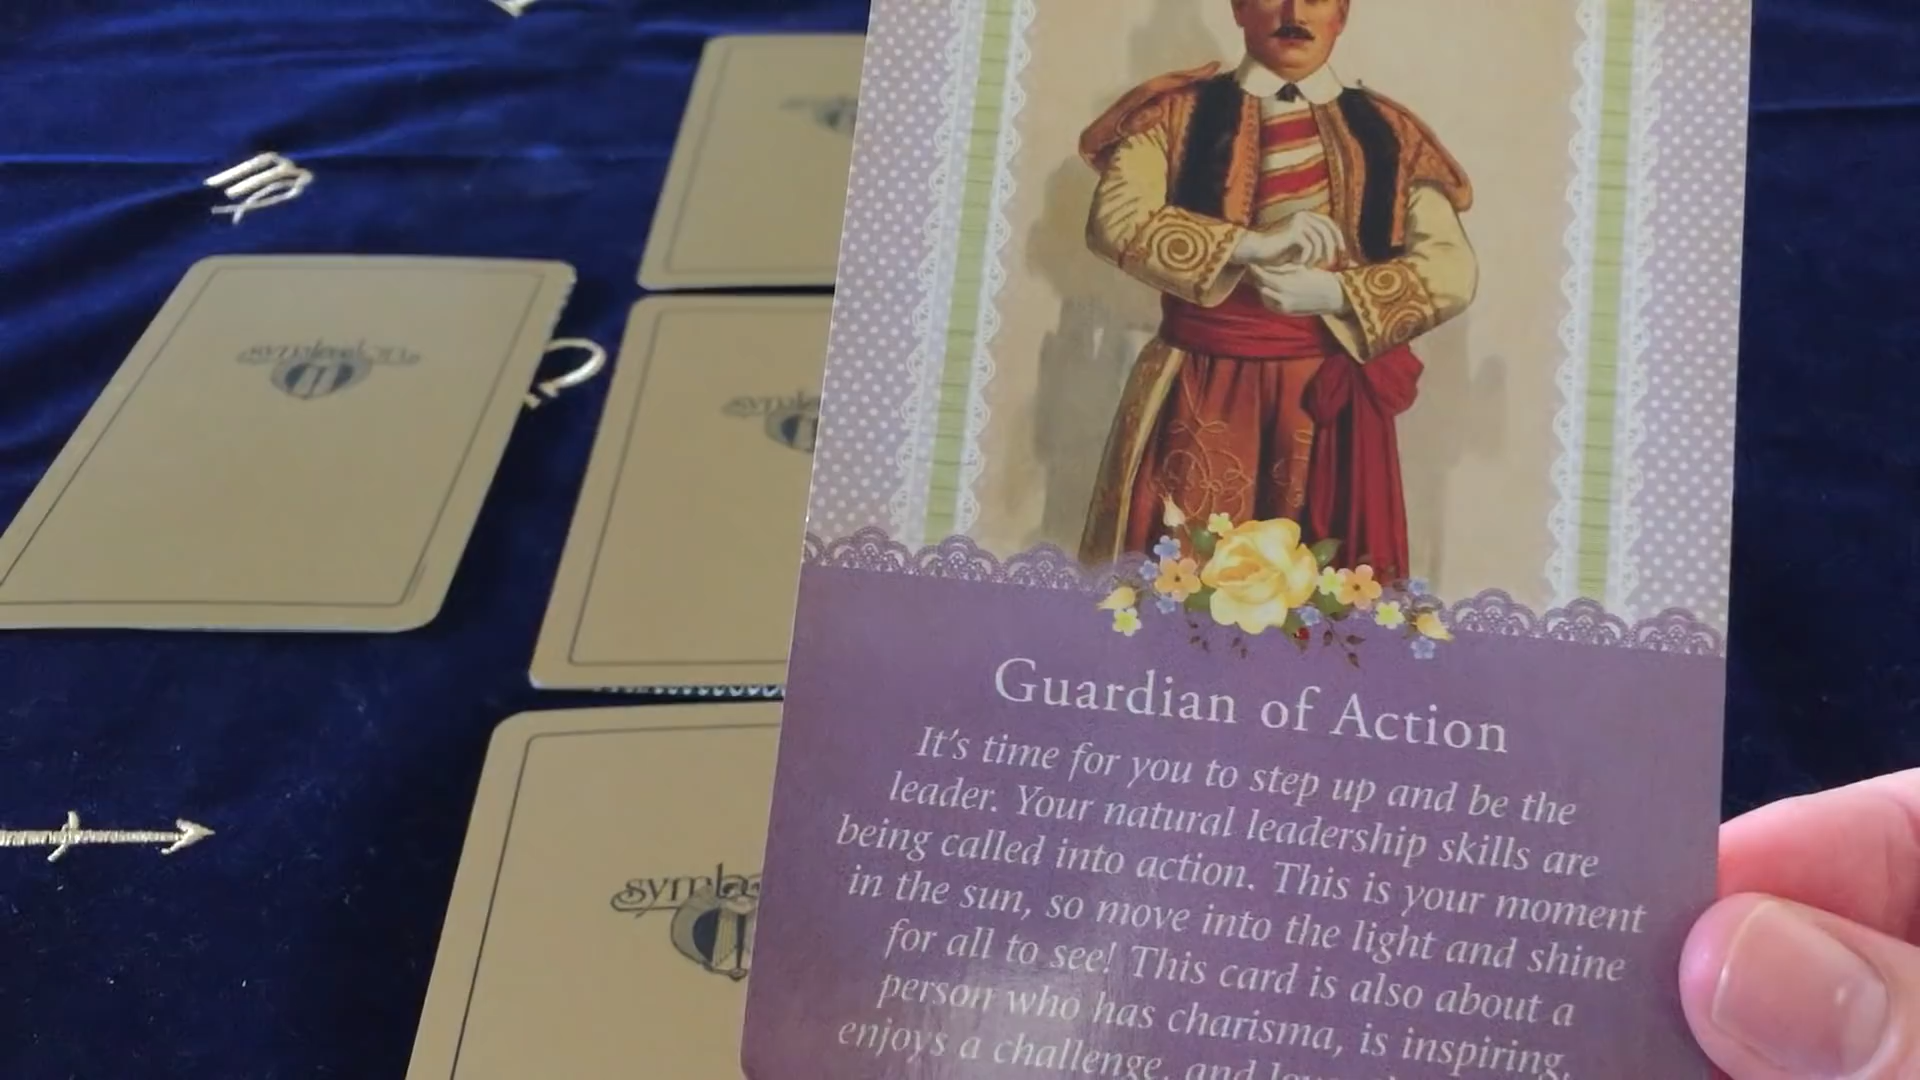 Guardian of Action
It's time for you to step up and be the
leader. Your natural leadership skills are
being called into action. This is your moment
in the sun, so move into the light and shine
for all to see! This card is also about a
person who has charisma, is inspiring,
enjoys a challenge, and